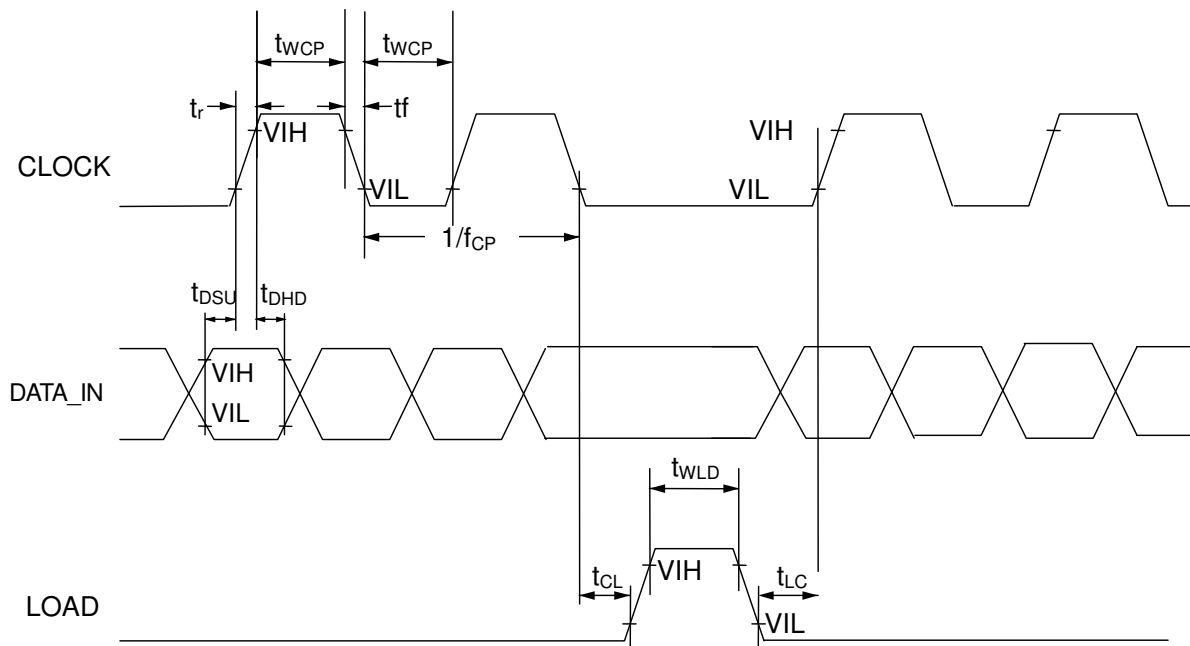 tWCP tWCP
tr tf
VIH VIH
CLOCK
VIL VIL
1/fCP
tDSU tDHD
VIH
DATA_IN
VIL
tWLD
tCL VIH tLC
LOAD
VIL